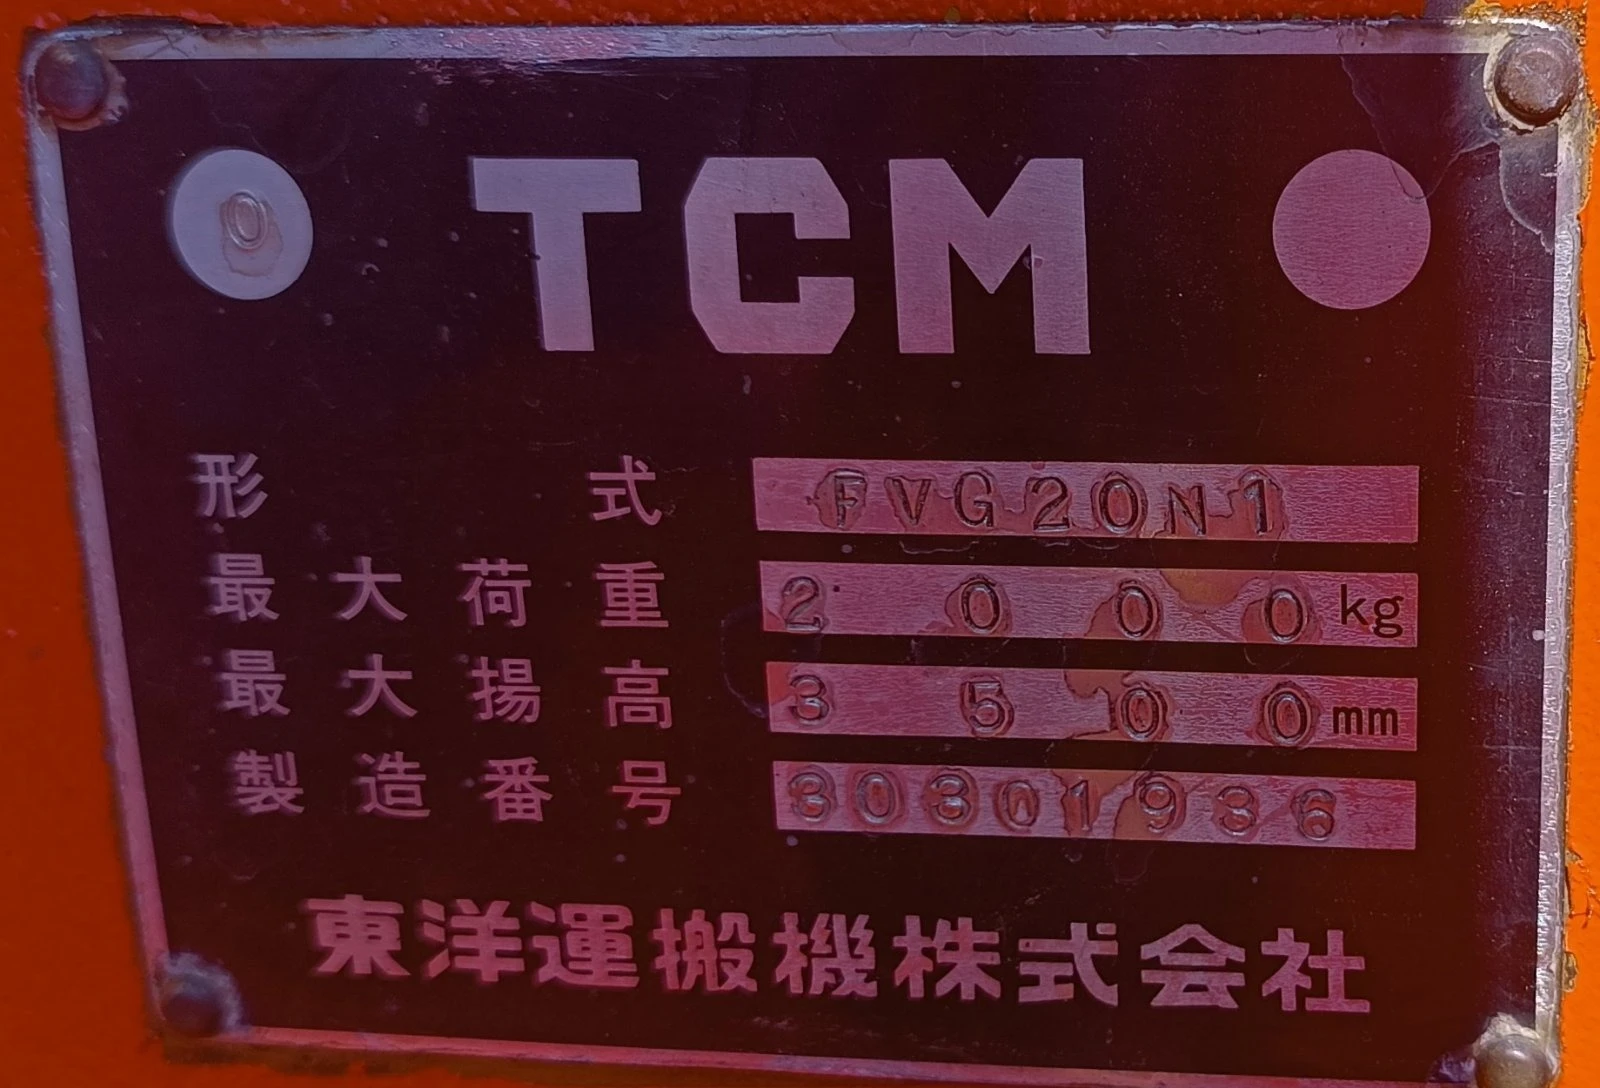 0 TCM
形式 FVG20N1
最大荷重 2000 kg
最大揚高 3500 mm
製造番号 30301936
東洋運搬機株式会社